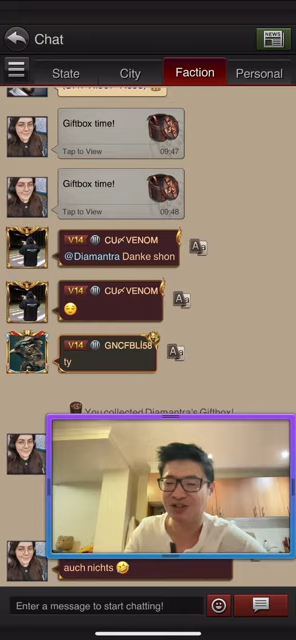 Chat
NEWS
State
City
Faction
Personal
Giftbox time!
Tap to View
09:47
Giftbox time!
Tap to View
09:48
V14 CU〆VENOM
@Diamantra Danke shon
V14 CU〆VENOM
😌
V14 GNCFBLİ58
ty
You collected Diamantra's Giftbox!
auch nichts 🤣
Enter a message to start chatting!